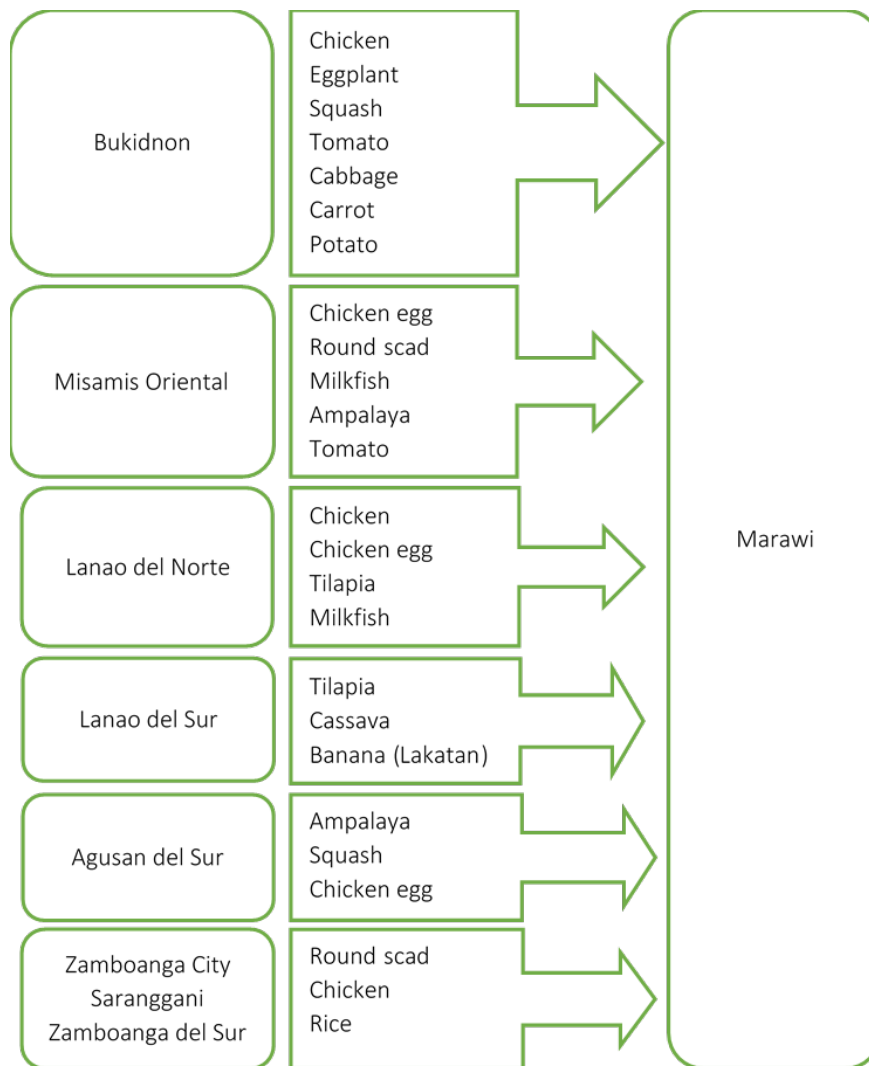 Bukidnon
Chicken
Eggplant
Squash
Tomato
Cabbage
Carrot
Potato
Misamis Oriental
Chicken egg
Round scad
Milkfish
Ampalaya
Tomato
Lanao del Norte
Chicken
Chicken egg
Tilapia
Milkfish
Lanao del Sur
Tilapia
Cassava
Banana (Lakatan)
Agusan del Sur
Ampalaya
Squash
Chicken egg
Zamboanga City
Saranggani
Zamboanga del Sur
Round scad
Chicken
Rice
Marawi